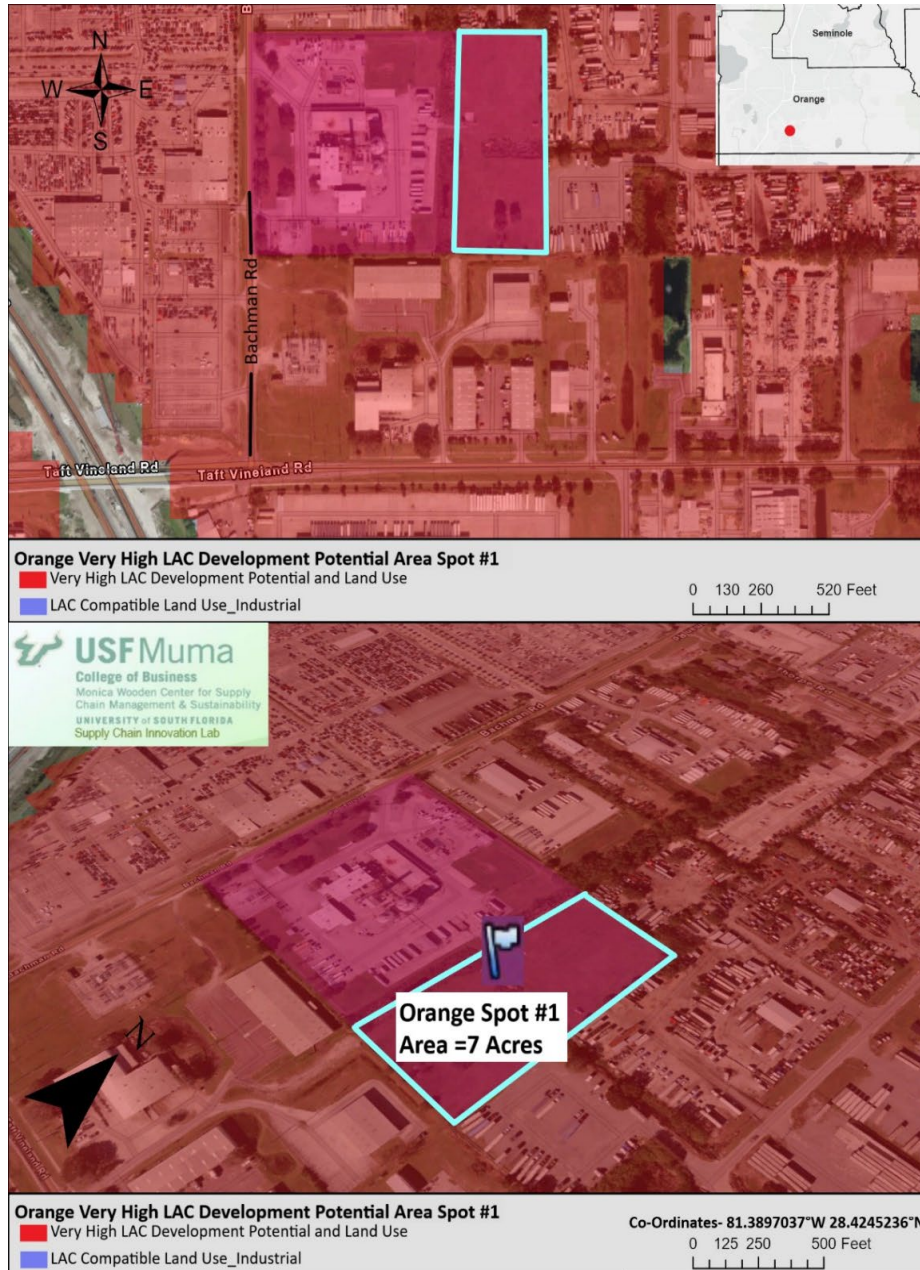 N
W E
S
B
Seminole
Orange
Bachman Rd
Taft Vineland Rd
Taft Vineland Rd
Orange Very High LAC Development Potential Area Spot #1
Very High LAC Development Potential and Land Use
LAC Compatible Land Use_Industrial
0 130 260 520 Feet
USF Muma
College of Business
Monica Wooden Center for Supply
Chain Management & Sustainability
UNIVERSITY of SOUTH FLORIDA
Supply Chain Innovation Lab
Bachman Rd
N
Orange Spot #1
Area =7 Acres
Orange Very High LAC Development Potential Area Spot #1
Very High LAC Development Potential and Land Use
LAC Compatible Land Use_Industrial
Co-Ordinates- 81.3897037°W 28.4245236°N
0 125 250 500 Feet